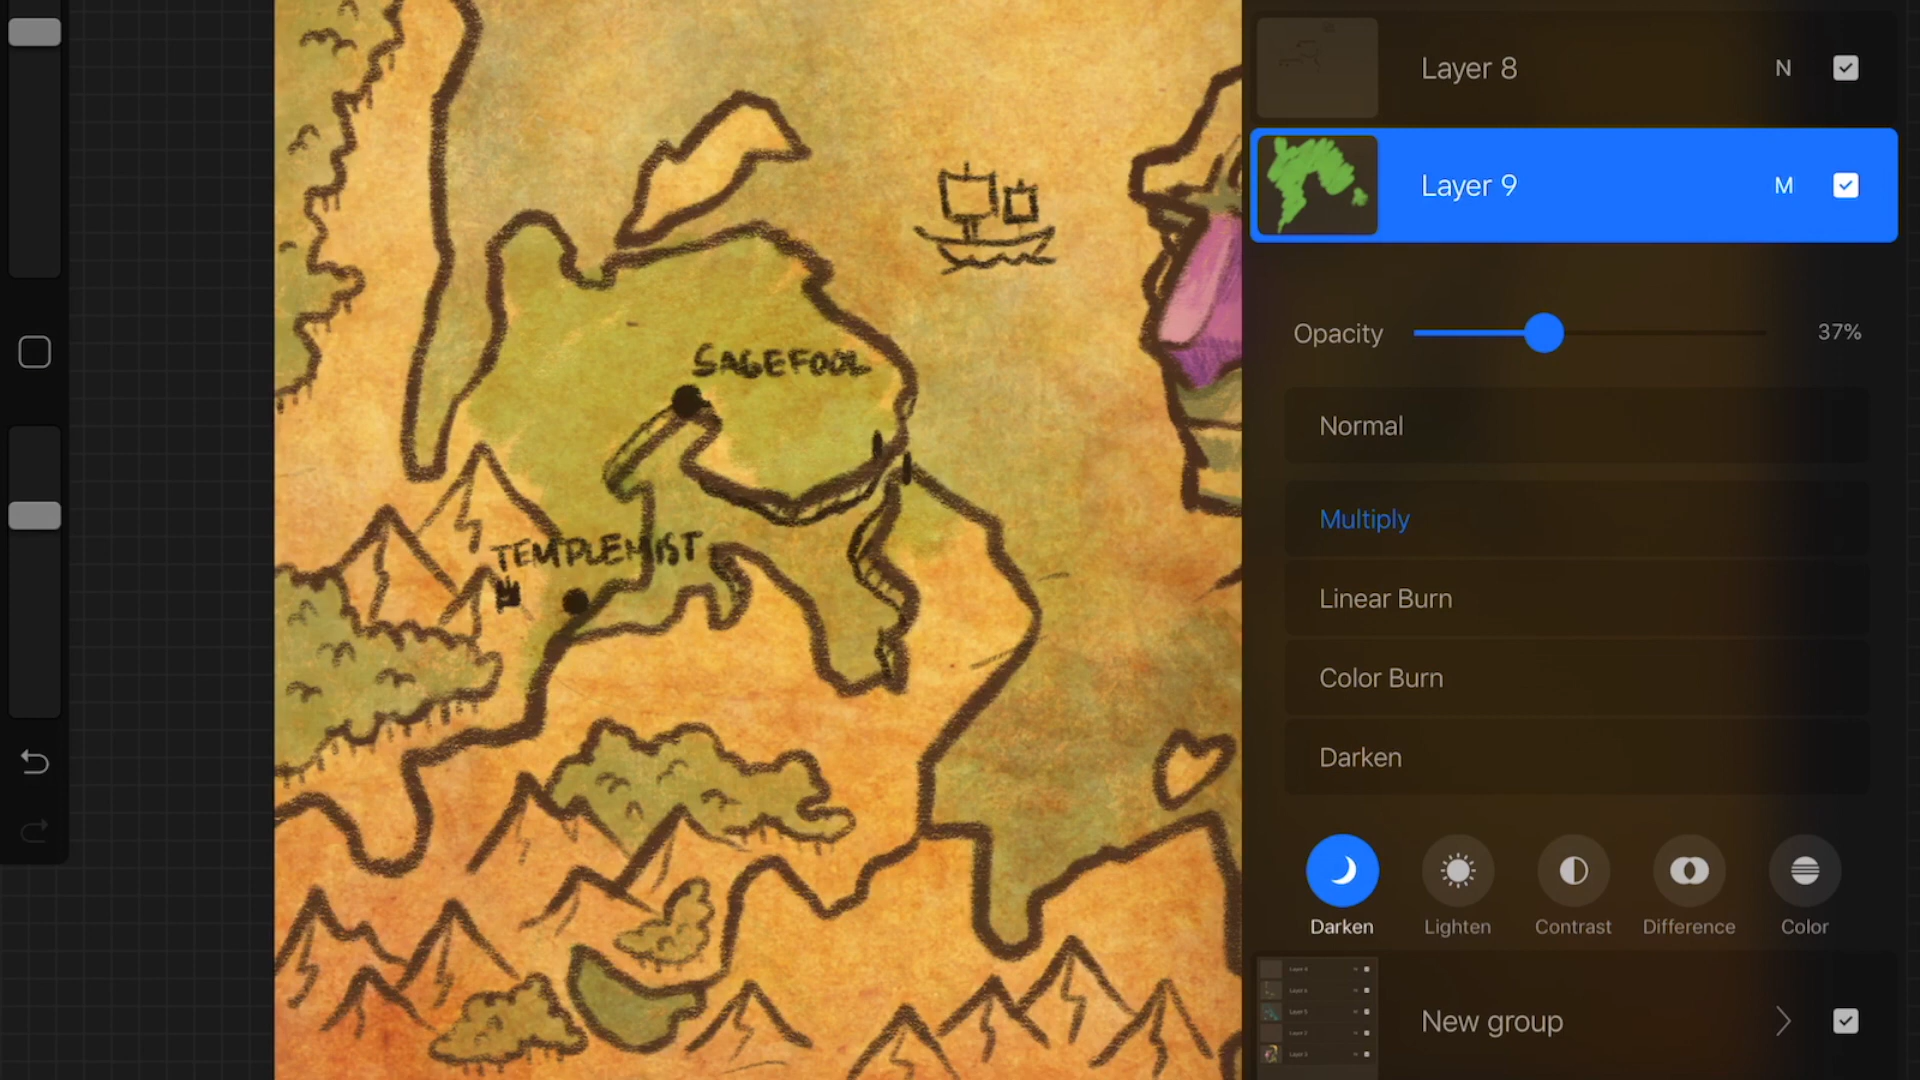 Layer 8
N
Layer 9
M
Opacity
37%
Normal
Multiply
Linear Burn
Color Burn
Darken
Darken
Lighten
Contrast
Difference
Color
New group
SAGEFOOL
TEMPLEMIST